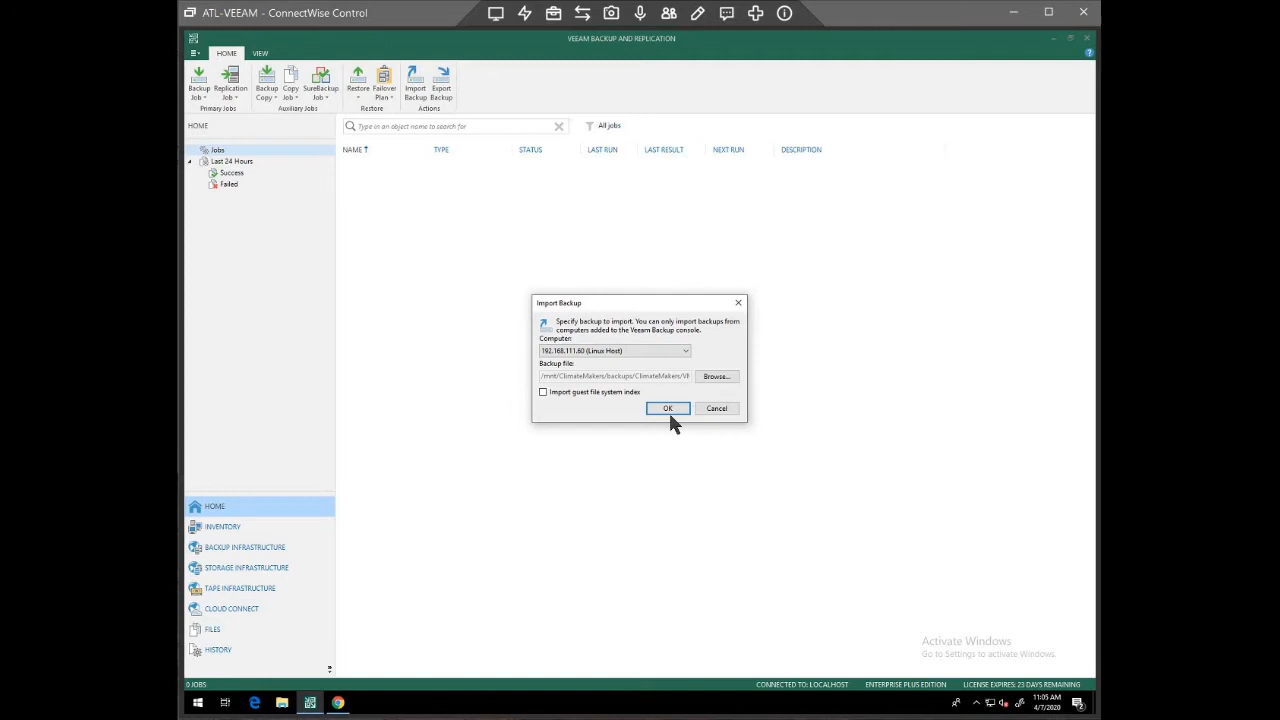 ATL-VEEAM - ConnectWise Control
VEEAM BACKUP AND REPLICATION
HOME VIEW
Backup Job Replication Job Backup Copy Copy Job SureBackup Job Restore Failover Plan Import Backup Export Backup
Primary Jobs Auxiliary Jobs Restore Actions
HOME
Type in an object name to search for
All jobs
Jobs
NAME TYPE STATUS LAST RUN LAST RESULT NEXT RUN DESCRIPTION
Last 24 Hours
Success
Failed
Import Backup
Specify backup to import. You can only import backups from
computers added to the Veeam Backup console.
Computer:
192.168.111.60 (Linux Host)
Backup file:
/mnt/ClimateMakers/backups/ClimateMakers/VM Browse...
Import guest file system index
OK Cancel
HOME
INVENTORY
BACKUP INFRASTRUCTURE
STORAGE INFRASTRUCTURE
TAPE INFRASTRUCTURE
CLOUD CONNECT
FILES
HISTORY
Activate Windows
Go to Settings to activate Windows.
0 JOBS
CONNECTED TO: LOCALHOST ENTERPRISE PLUS EDITION LICENSE EXPIRES: 23 DAYS REMAINING
11:05 AM
4/7/2020
2